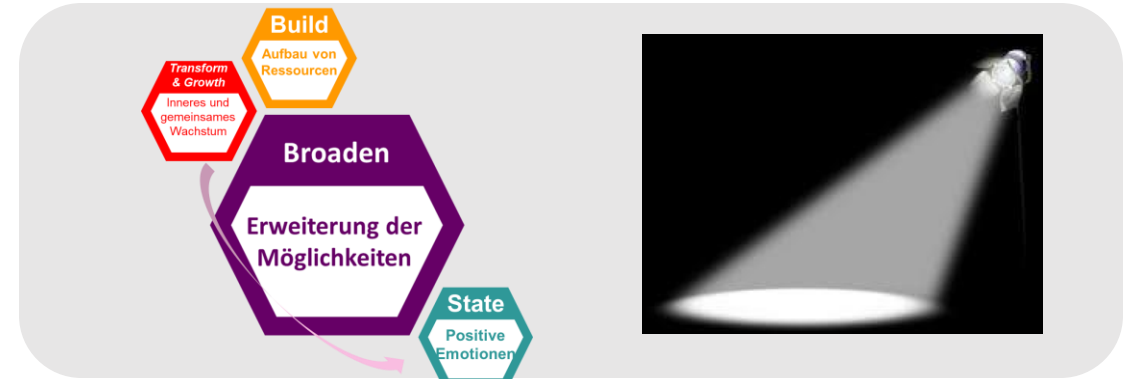 Build
Aufbau von
Ressourcen
Transform
& Growth
Inneres und
gemeinsames
Wachstum
Broaden
Erweiterung der
Möglichkeiten
State
Positive
Emotionen